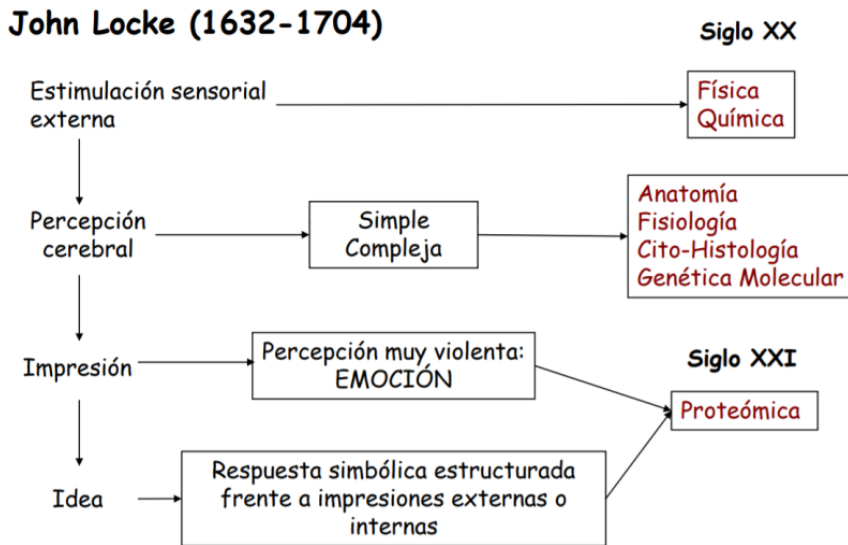 John Locke (1632-1704)
Siglo XX
Estimulación sensorial
externa
Física
Química
Percepción
cerebral
Simple
Compleja
Anatomía
Fisiología
Cito-Histología
Genética Molecular
Impresión
Percepción muy violenta:
EMOCIÓN
Siglo XXI
Proteómica
Idea
Respuesta simbólica estructurada
frente a impresiones externas o
internas